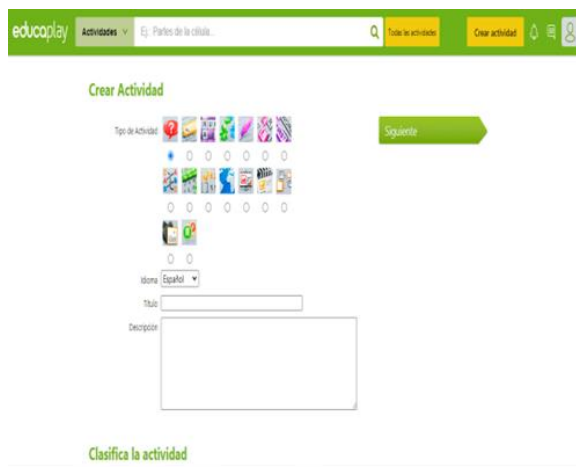 educaplay Actividades Ej: Partes de la célula... Todas las actividades Crear actividad
Crear Actividad
Tipo de Actividad
Siguiente
Idioma Español
Título
Descripción
Clasifica la actividad